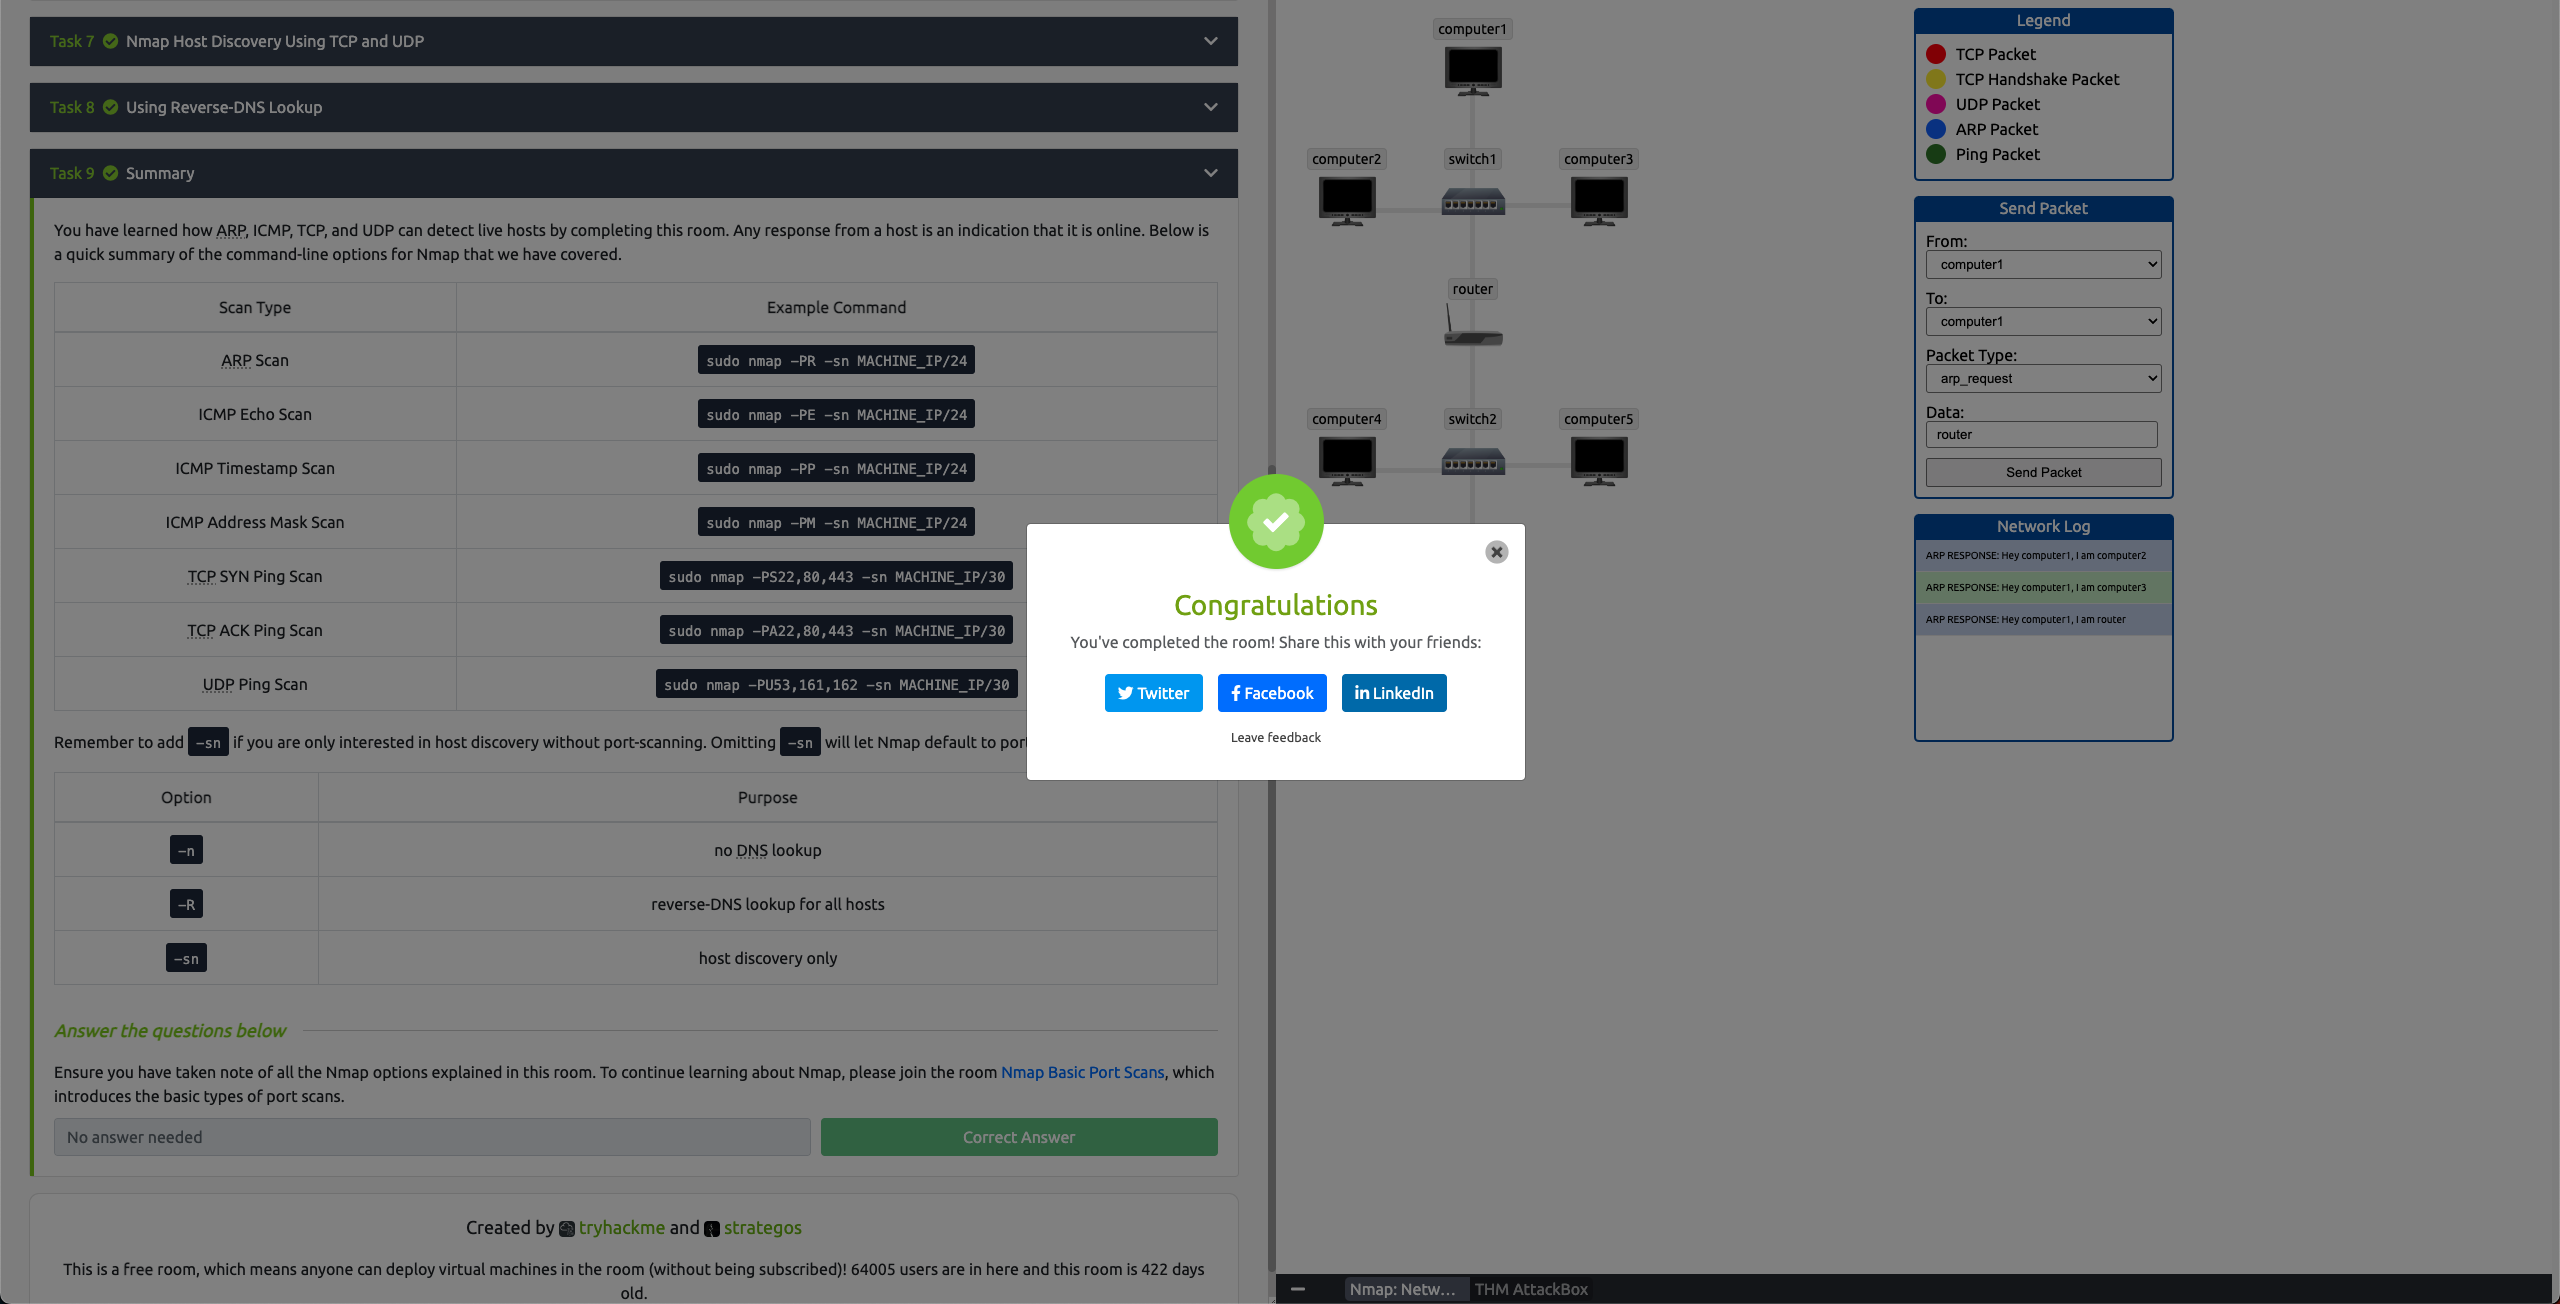 Task 7 Nmap Host Discovery Using TCP and UDP
Task 8 Using Reverse-DNS Lookup
Task 9 Summary
You have learned how ARP, ICMP, TCP, and UDP can detect live hosts by completing this room. Any response from a host is an indication that it is online. Below is
a quick summary of the command-line options for Nmap that we have covered.
Scan Type Example Command
ARP Scan sudo nmap -PR -sn MACHINE_IP/24
ICMP Echo Scan sudo nmap -PE -sn MACHINE_IP/24
ICMP Timestamp Scan sudo nmap -PP -sn MACHINE_IP/24
ICMP Address Mask Scan sudo nmap -PM -sn MACHINE_IP/24
TCP SYN Ping Scan sudo nmap -PS22,80,443 -sn MACHINE_IP/30
TCP ACK Ping Scan sudo nmap -PA22,80,443 -sn MACHINE_IP/30
UDP Ping Scan sudo nmap -PU53,161,162 -sn MACHINE_IP/30
Remember to add -sn if you are only interested in host discovery without port-scanning. Omitting -sn will let Nmap default to
Option Purpose
-n no DNS lookup
-R reverse-DNS lookup for all hosts
-sn host discovery only
Answer the questions below
Ensure you have taken note of all the Nmap options explained in this room. To continue learning about Nmap, please join the room Nmap Basic Port Scans, which
introduces the basic types of port scans.
No answer needed
Correct Answer
Created by tryhackme and strategos
This is a free room, which means anyone can deploy virtual machines in the room (without being subscribed)! 64005 users are in here and this room is 422 days
old.
Congratulations
You've completed the room! Share this with your friends:
Twitter Facebook LinkedIn
Leave feedback
computer1
computer2 switch1 computer3
router
computer4 switch2 computer5
Legend
TCP Packet
TCP Handshake Packet
UDP Packet
ARP Packet
Ping Packet
Send Packet
From:
computer1
To:
computer1
Packet Type:
arp_request
Data:
router
Send Packet
Network Log
ARP RESPONSE: Hey computer1, I am computer2
ARP RESPONSE: Hey computer1, I am computer3
ARP RESPONSE: Hey computer1, I am router
Nmap: Netw... THM AttackBox